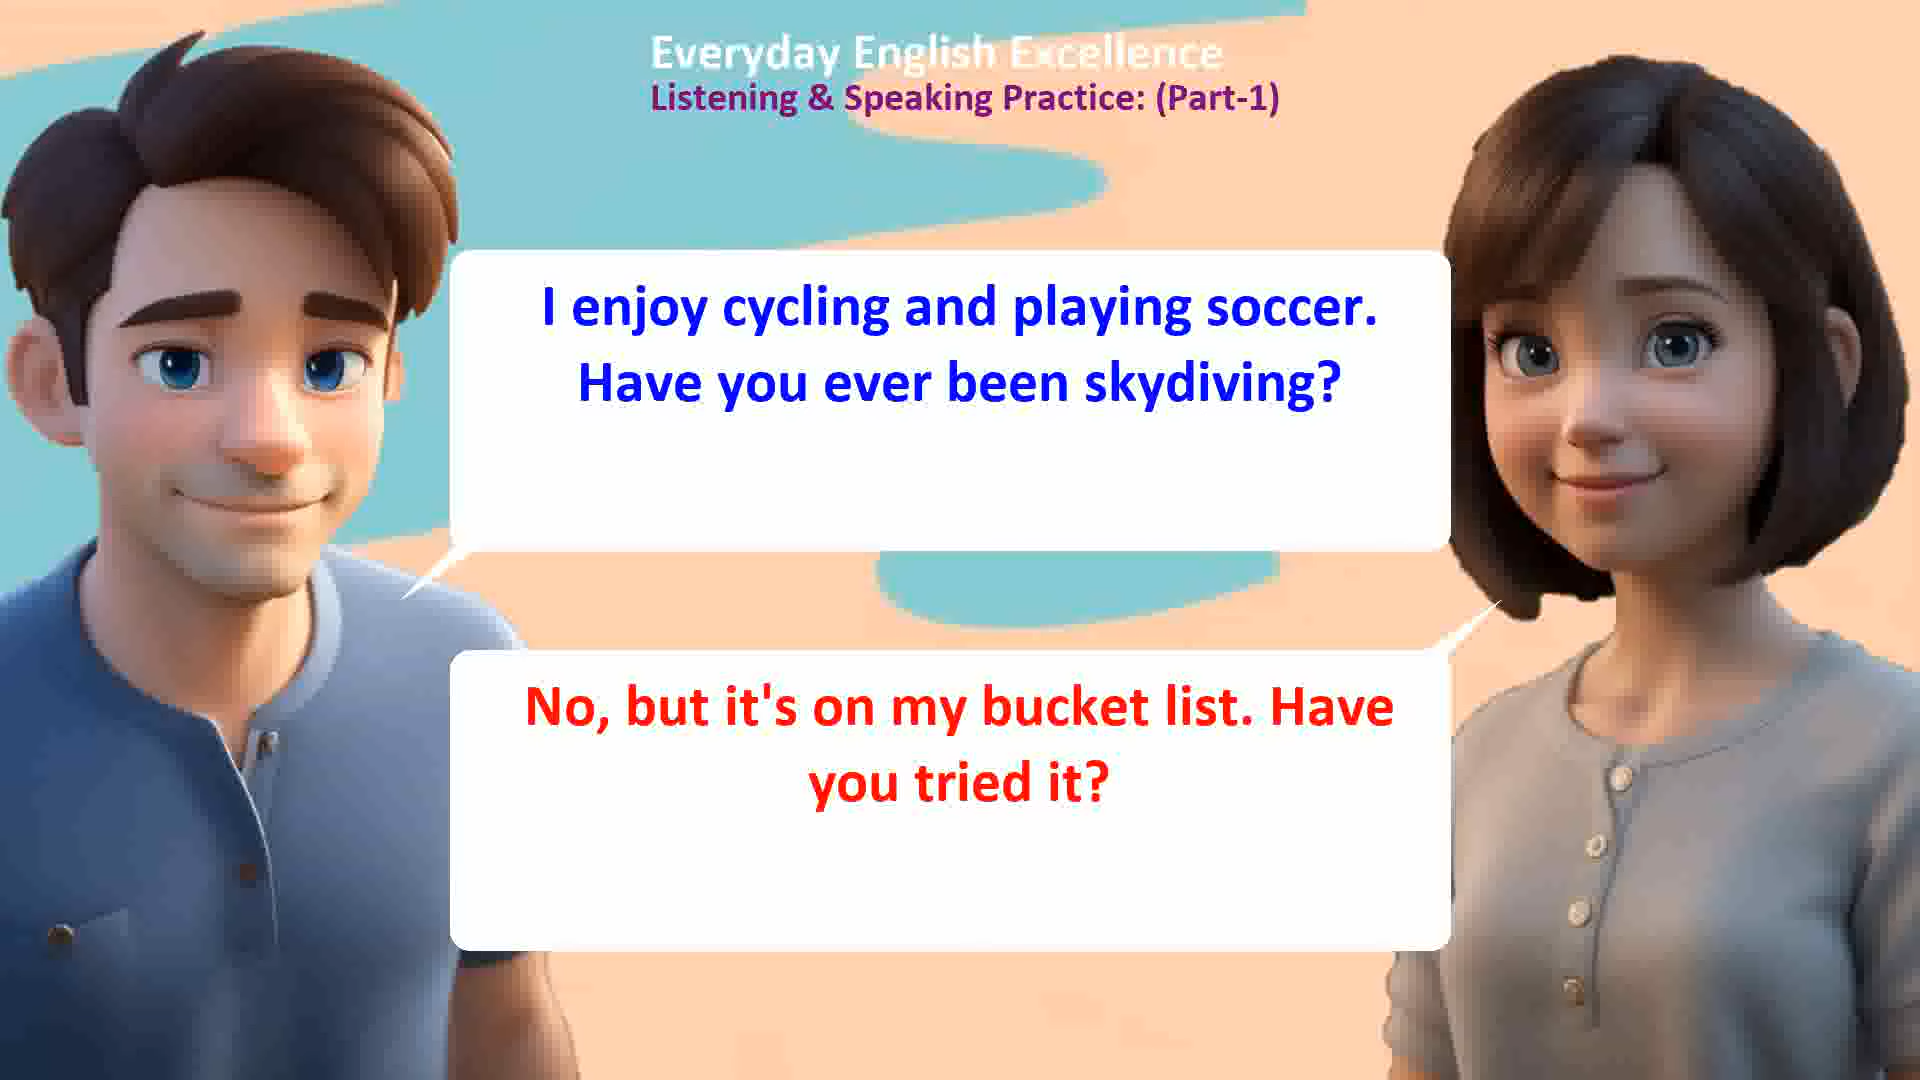 Everyday English Excellence
Listening & Speaking Practice: (Part-1)
I enjoy cycling and playing soccer.
Have you ever been skydiving?
No, but it's on my bucket list. Have
you tried it?